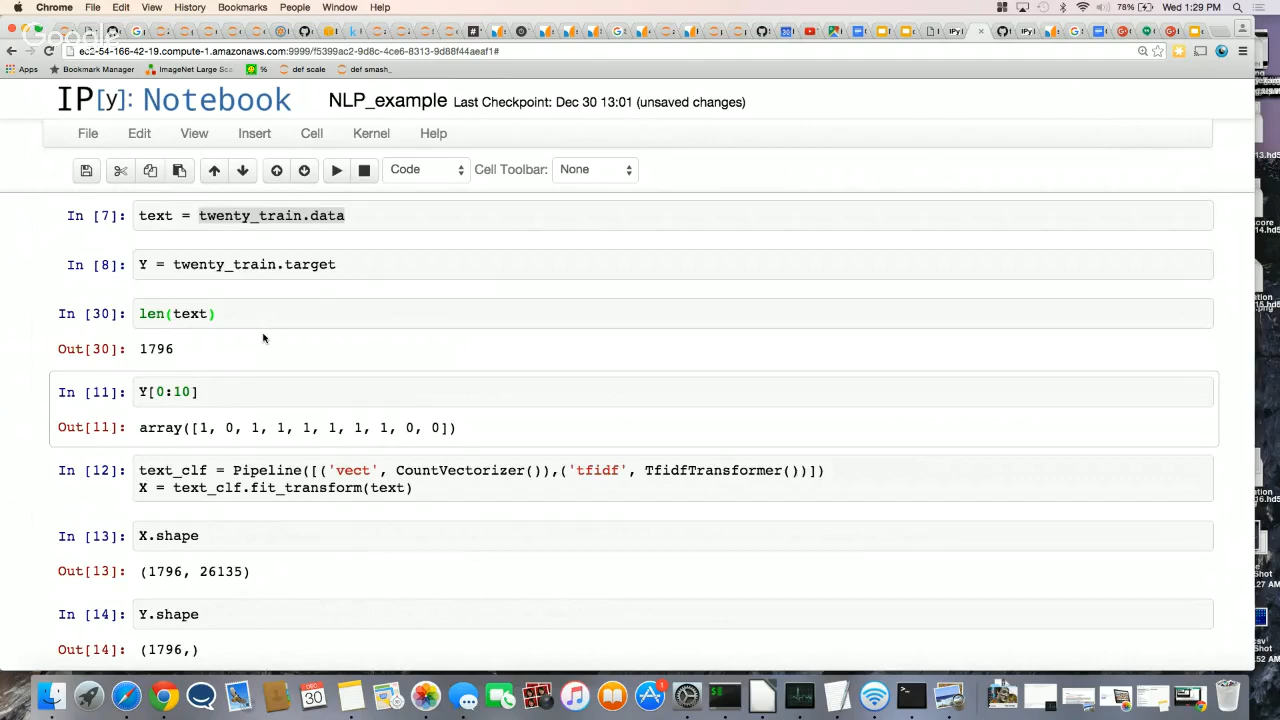 Chrome File Edit View History Bookmarks People Window Help 78% Wed 1:29 PM
IP[y IP[y
ec2-54-166-42-19.compute-1.amazonaws.com:9999/f5399ac2-9d8c-4ce6-8313-9d88f44aeaf1#
Apps Bookmark Manager ImageNet Large Sca % def scale def smash_
IP[y]: Notebook NLP_example Last Checkpoint: Dec 30 13:01 (unsaved changes)
File Edit View Insert Cell Kernel Help
Code Cell Toolbar: None
In [7]: text = twenty_train.data
In [8]: Y = twenty_train.target
In [30]: len(text)
Out[30]: 1796
In [11]: Y[0:10]
Out[11]: array([1, 0, 1, 1, 1, 1, 1, 1, 0, 0])
In [12]: text_clf = Pipeline([('vect', CountVectorizer()),('tfidf', TfidfTransformer())])
X = text_clf.fit_transform(text)
In [13]: X.shape
Out[13]: (1796, 26135)
In [14]: Y.shape
Out[14]: (1796,)